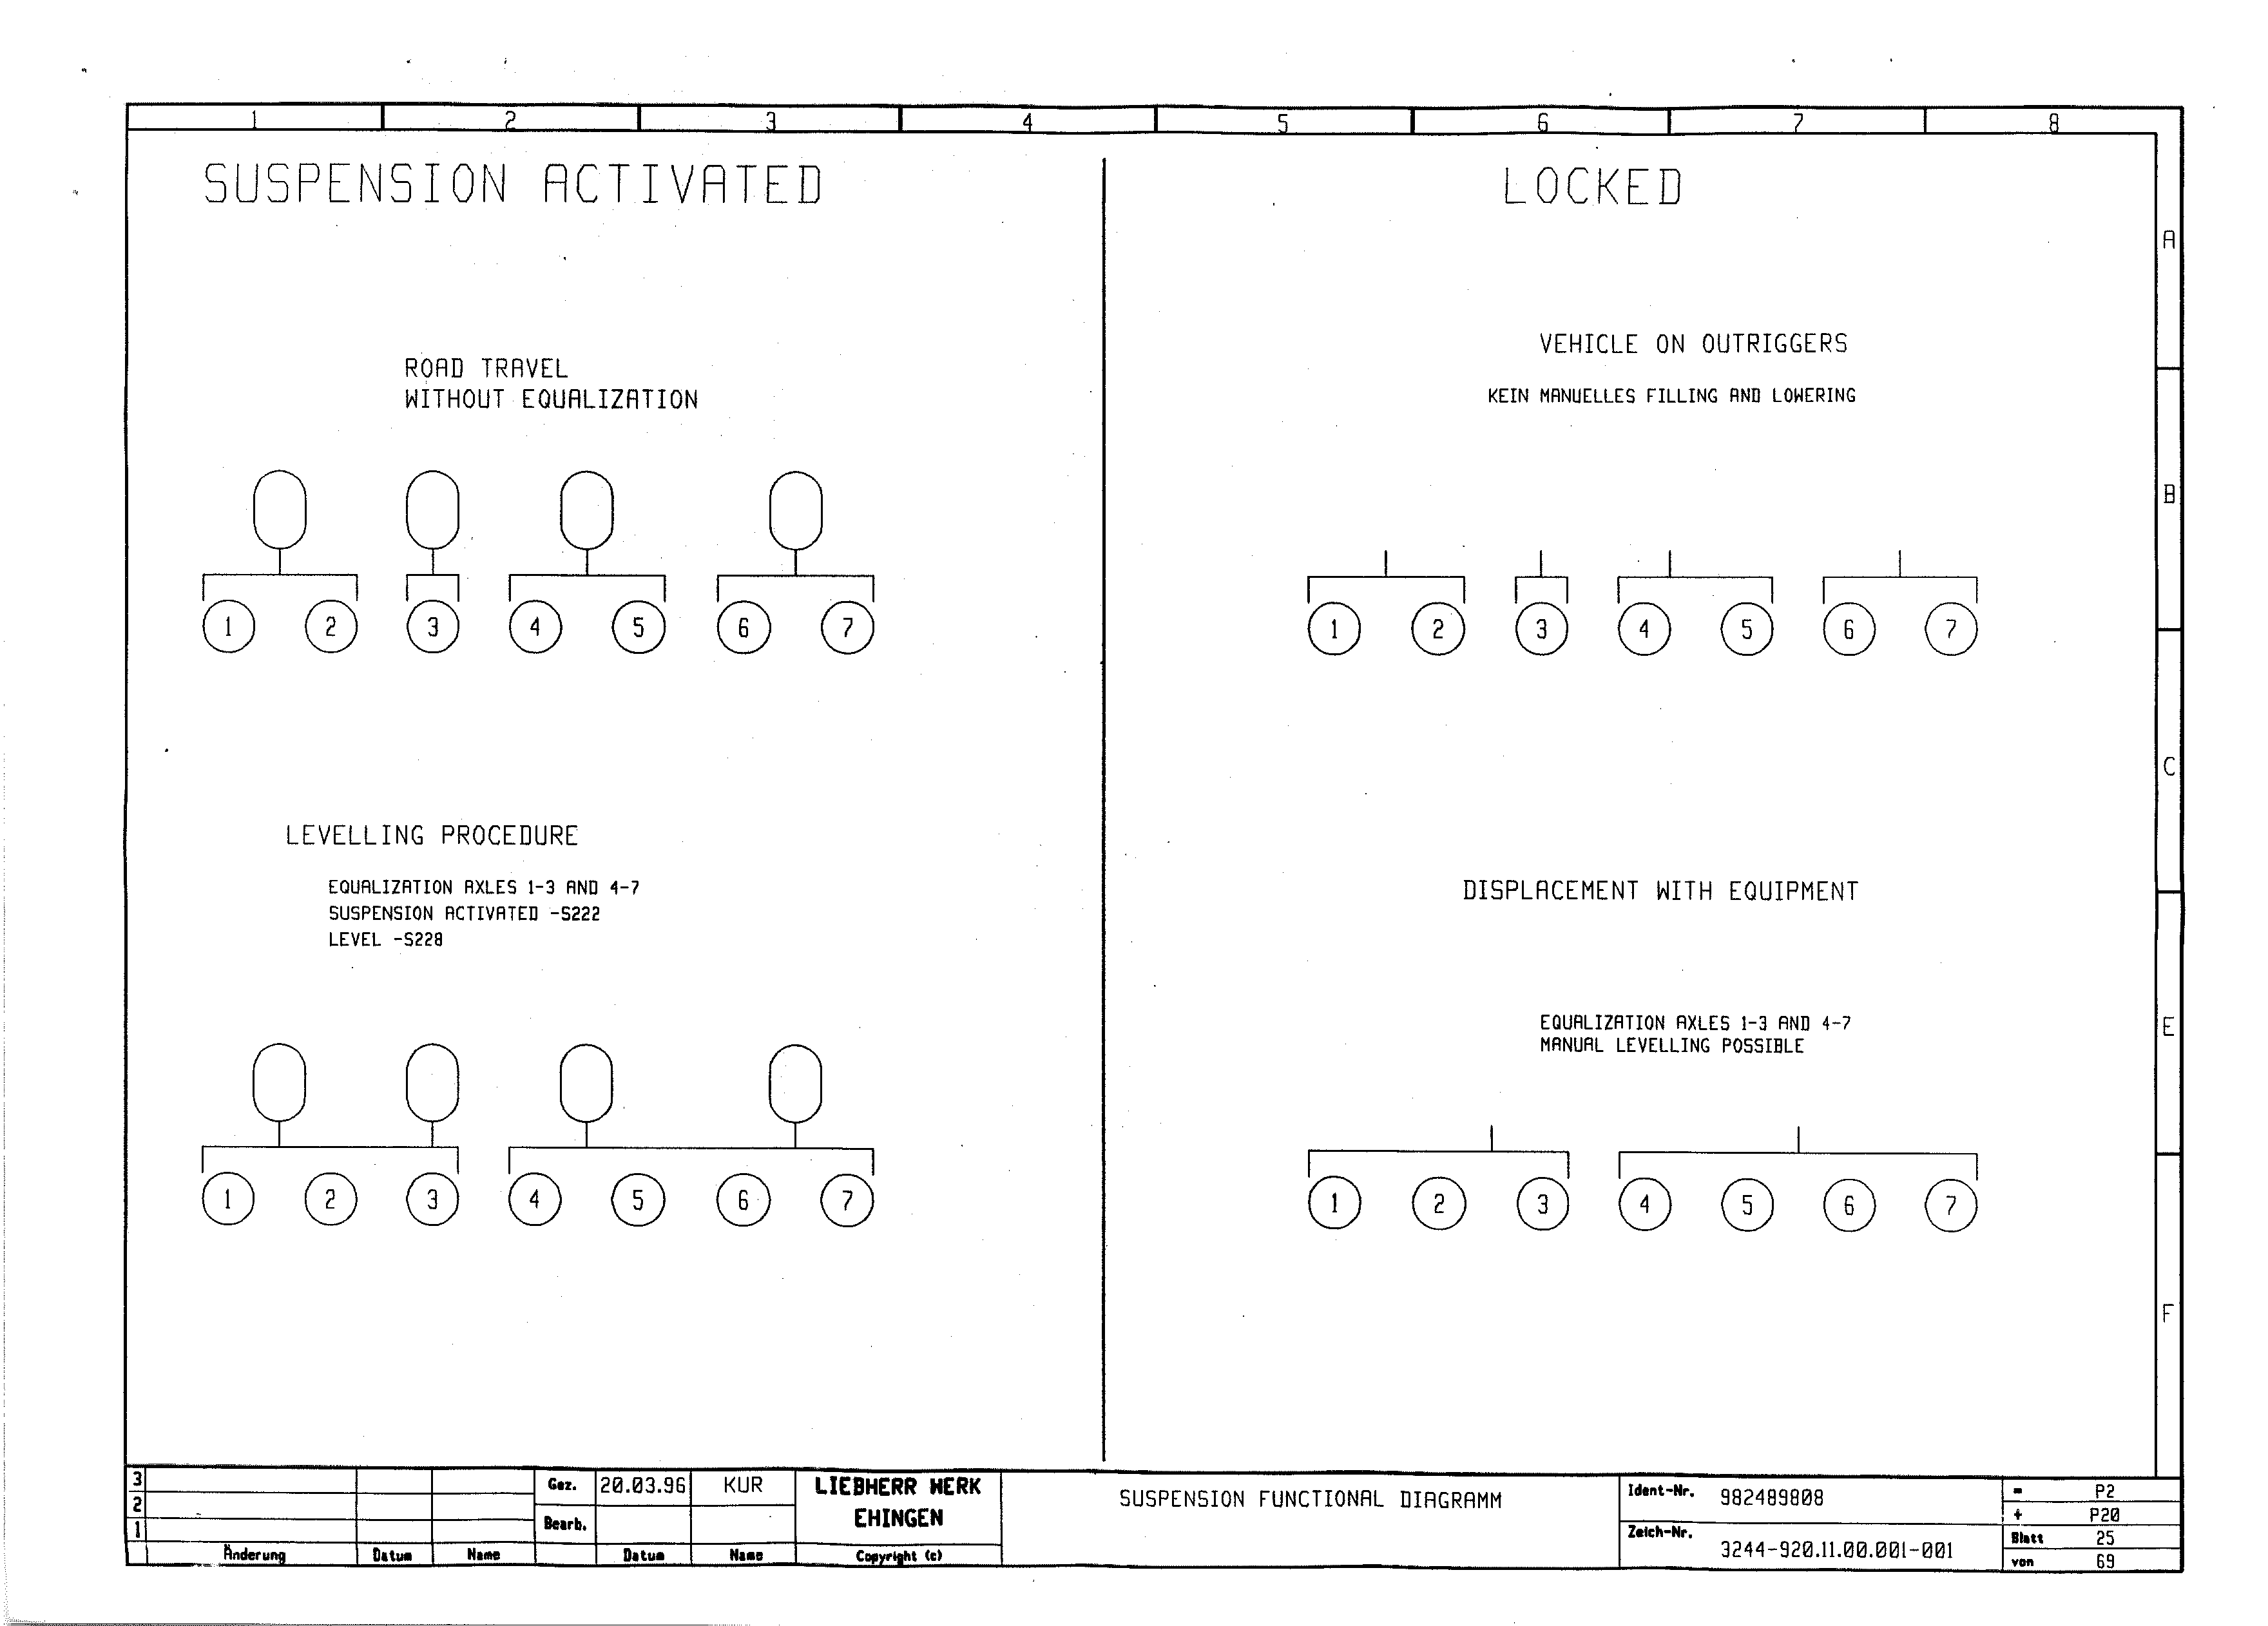 1 2 3 4 5 6 7 8
SUSPENSION ACTIVATED
LOCKED
A
B
C
E
F
ROAD TRAVEL
WITHOUT EQUALIZATION
1 2 3 4 5 6 7
LEVELLING PROCEDURE
EQUALIZATION AXLES 1-3 AND 4-7
SUSPENSION ACTIVATED -S222
LEVEL -S228
1 2 3 4 5 6 7
VEHICLE ON OUTRIGGERS
KEIN MANUELLES FILLING AND LOWERING
1 2 3 4 5 6 7
DISPLACEMENT WITH EQUIPMENT
EQUALIZATION AXLES 1-3 AND 4-7
MANUAL LEVELLING POSSIBLE
1 2 3 4 5 6 7
3
2
1
Änderung Datum Name
Gez. 20.03.96 KUR
Bearb.
Datum Name
LIEBHERR WERK
EHINGEN
Copyright (c)
SUSPENSION FUNCTIONAL DIAGRAMM
Ident-Nr. 982489808
Zeich-Nr. 3244-920.11.00.001-001
= P2
+ P20
Blatt 25
von 69